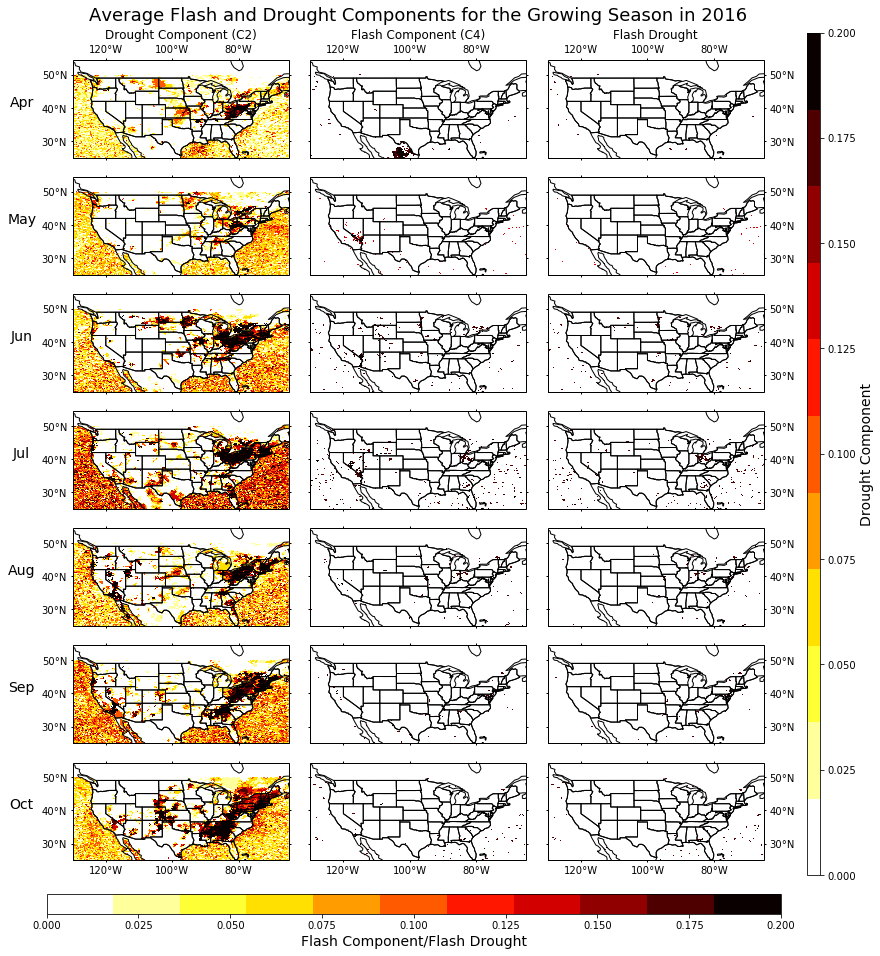 Average Flash and Drought Components for the Growing Season in 2016
Drought Component (C2) Flash Component (C4) Flash Drought
120°W 100°W 80°W 120°W 100°W 80°W 120°W 100°W 80°W
0.200
50°N 50°N
Apr 40°N 40°N
30°N 30°N
0.175
50°N 50°N
May 40°N 40°N
0.150
30°N 30°N
50°N 50°N
Jun 40°N 40°N
0.125
30°N 30°N
50°N 50°N
Jul 40°N 40°N
0.100
30°N 30°N
Drought Component
50°N 50°N
0.075
Aug 40°N 40°N
30°N 30°N
50°N 50°N
0.050
Sep 40°N 40°N
30°N 30°N
0.025
50°N 50°N
Oct 40°N 40°N
30°N 30°N
120°W 100°W 80°W 120°W 100°W 80°W 120°W 100°W 80°W
0.000
0.000 0.025 0.050 0.075 0.100 0.125 0.150 0.175 0.200
Flash Component/Flash Drought